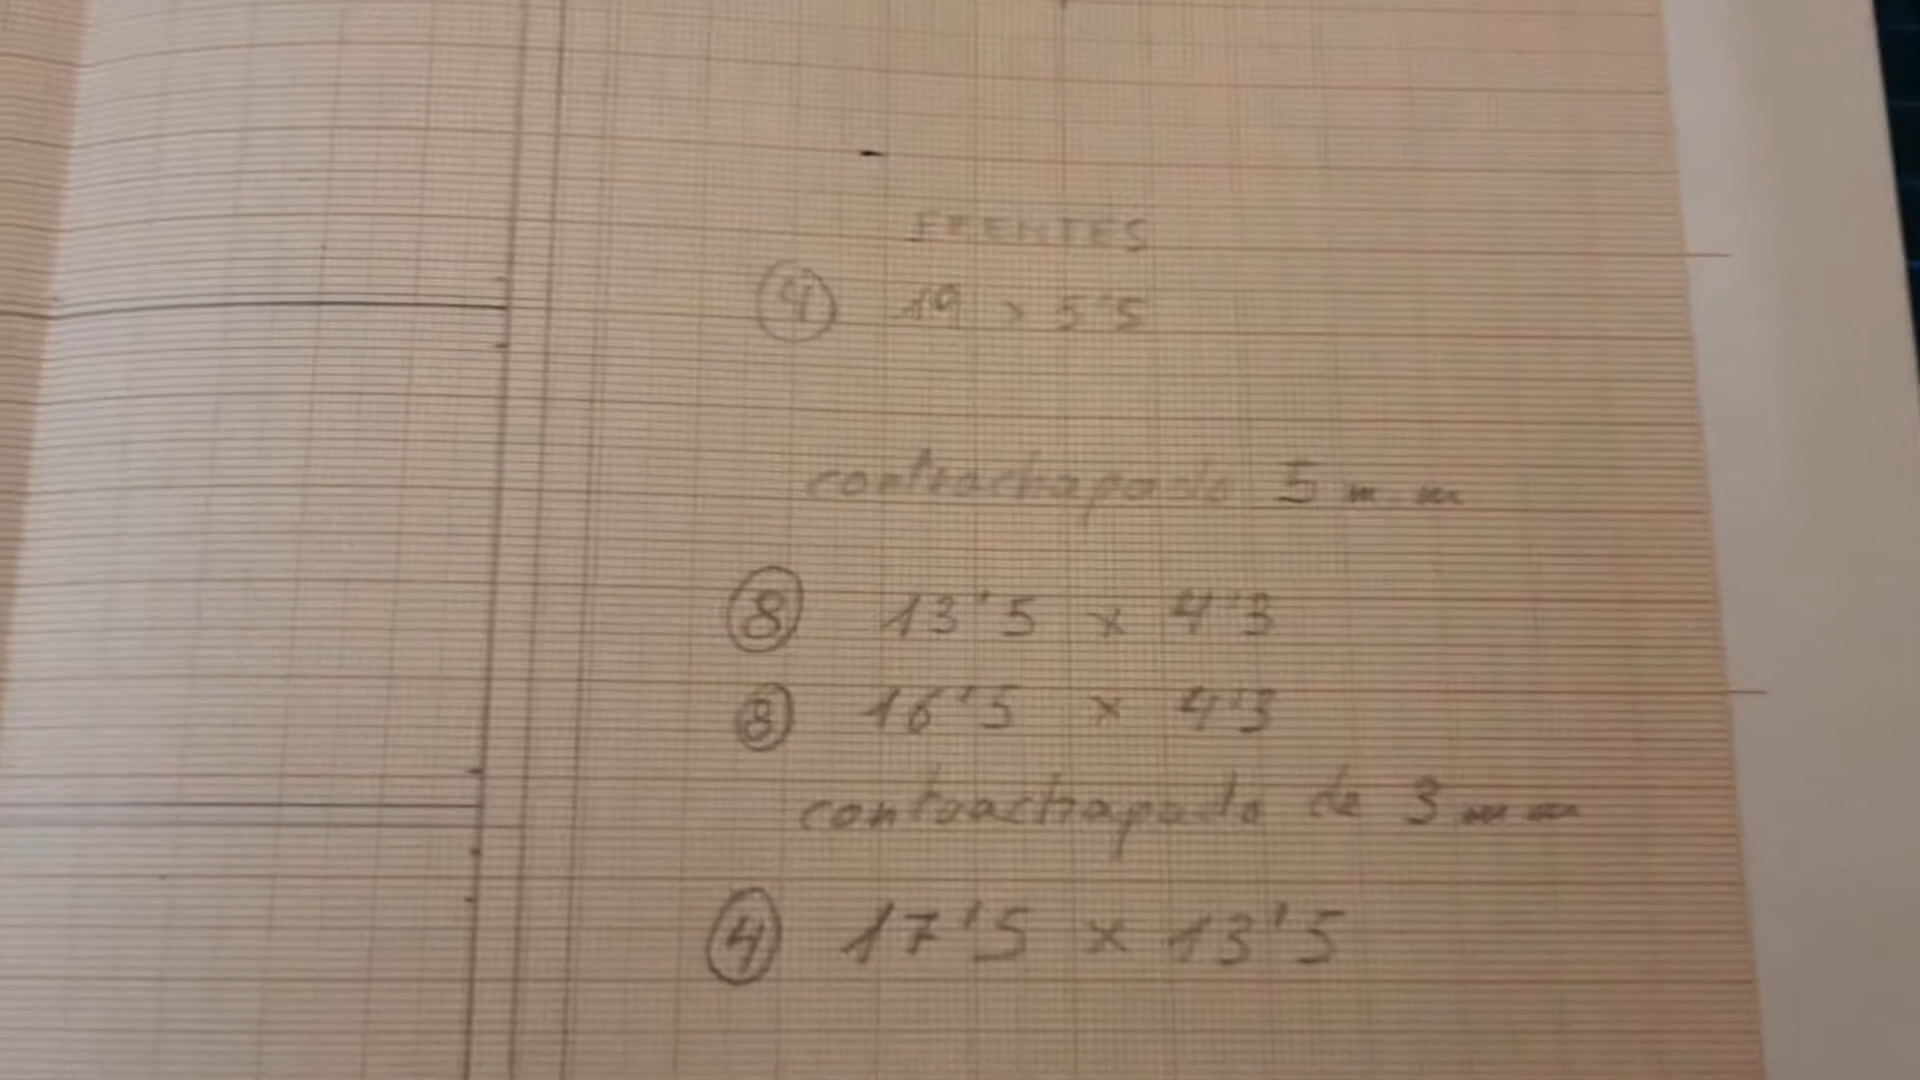 FRENTES
④ 19 x 5'5
contrachapado 5 mm
⑧ 13'5 x 4'3
⑧ 16'5 x 4'3
contrachapado de 3 mm
④ 17'5 x 13'5